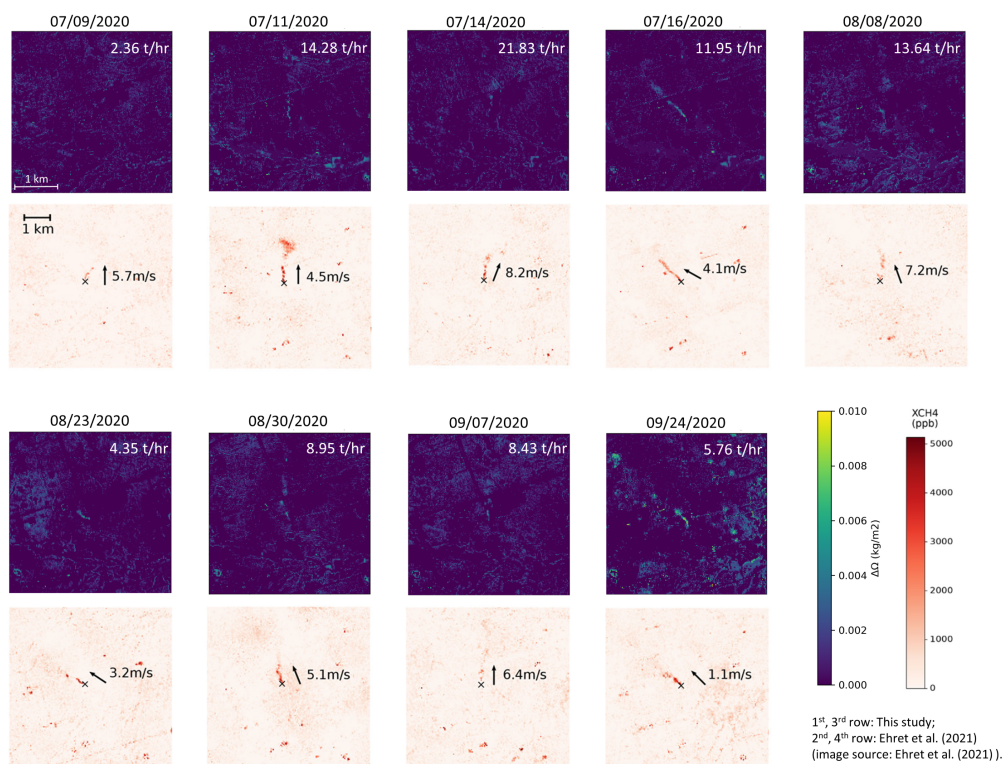 07/09/2020 07/11/2020 07/14/2020 07/16/2020 08/08/2020
2.36 t/hr 14.28 t/hr 21.83 t/hr 11.95 t/hr 13.64 t/hr
1 km
1 km
5.7m/s 4.5m/s 8.2m/s 4.1m/s 7.2m/s
08/23/2020 08/30/2020 09/07/2020 09/24/2020
4.35 t/hr 8.95 t/hr 8.43 t/hr 5.76 t/hr
3.2m/s 5.1m/s 6.4m/s 1.1m/s
0.010
0.008
0.006
0.004
0.002
0.000
ΔΩ (kg/m2)
XCH4
(ppb)
5000
4000
3000
2000
1000
0
1st, 3rd row: This study;
2nd, 4th row: Ehret et al. (2021)
(image source: Ehret et al. (2021) ).